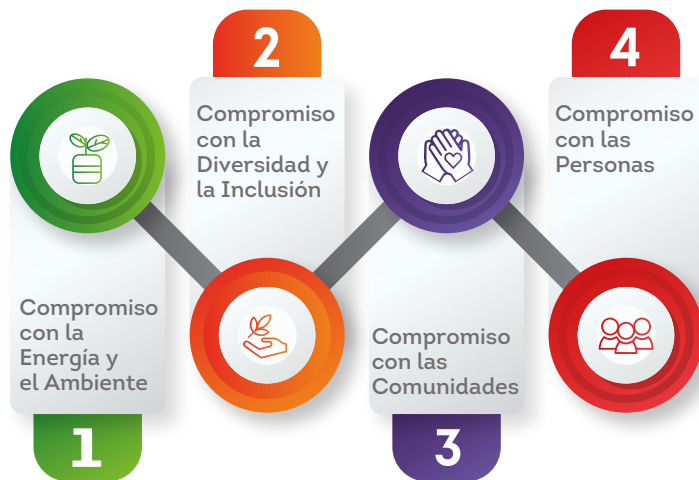 1
Compromiso
con la
Energía y
el Ambiente
2
Compromiso
con la
Diversidad y
la Inclusión
3
Compromiso
con las
Comunidades
4
Compromiso
con las
Personas